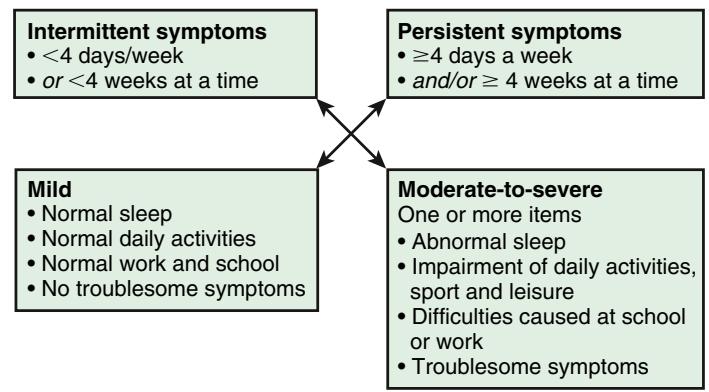 Intermittent symptoms
• <4 days/week
• or <4 weeks at a time
Persistent symptoms
• ≥4 days a week
• and/or ≥ 4 weeks at a time
Mild
• Normal sleep
• Normal daily activities
• Normal work and school
• No troublesome symptoms
Moderate-to-severe
One or more items
• Abnormal sleep
• Impairment of daily activities,
sport and leisure
• Difficulties caused at school
or work
• Troublesome symptoms